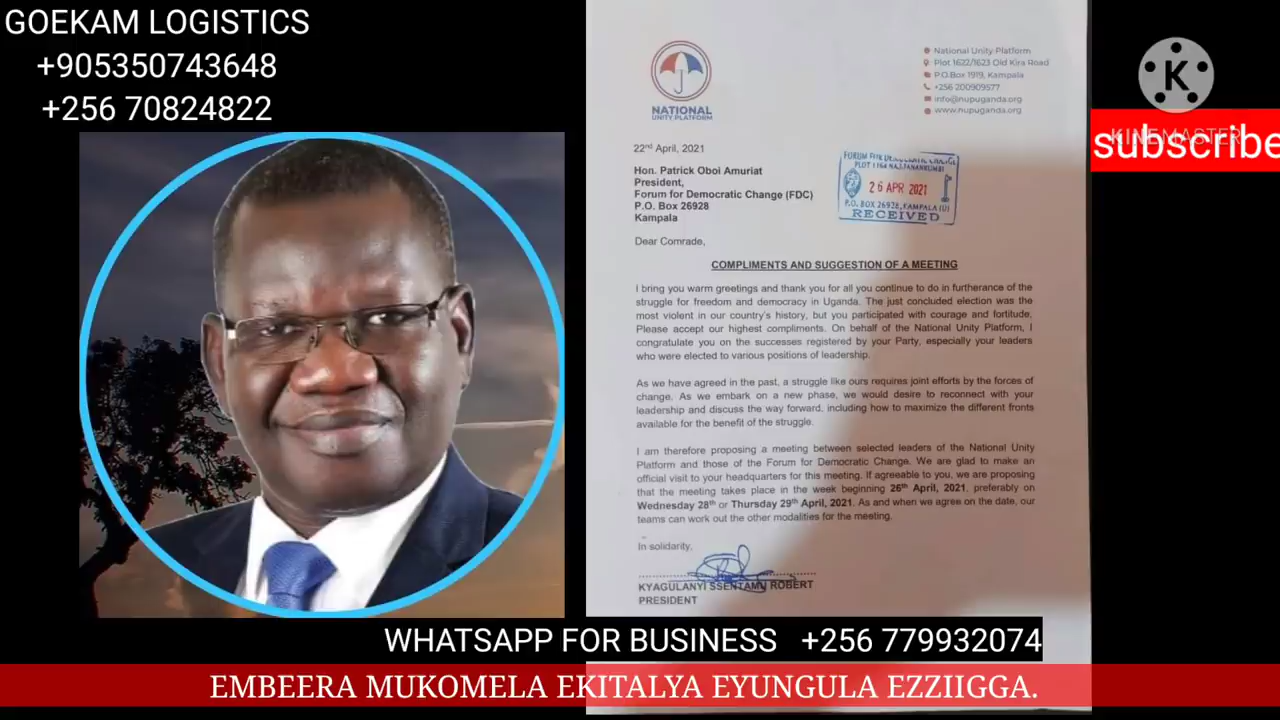 GOEKAM LOGISTICS
+905350743648
+256 70824822
NATIONAL
UNITY PLATFORM
National Unity Platform
Plot 1622/1623 Old Kira Road
P.O.Box 1919, Kampala
+256 200909577
info@nupuganda.org
www.nupuganda.org
K
KINEMASTER
subscribe
22nd April, 2021
Hon. Patrick Oboi Amuriat
President,
Forum for Democratic Change (FDC)
P.O. Box 26928
Kampala
FORUM FOR DEMOCRATIC CHANGE
26 APR 2021
P.O. BOX 26928, KAMPALA (U)
RECEIVED
Dear Comrade,
COMPLIMENTS AND SUGGESTION OF A MEETING
I bring you warm greetings and thank you for all you continue to do in furtherance of the
struggle for freedom and democracy in Uganda. The just concluded election was the
most violent in our country's history, but you participated with courage and fortitude.
Please accept our highest compliments. On behalf of the National Unity Platform, I
congratulate you on the successes registered by your Party, especially your leaders
who were elected to various positions of leadership.
As we have agreed in the past, a struggle like ours requires joint efforts by the forces of
change. As we embark on a new phase, we would desire to reconnect with your
leadership and discuss the way forward, including how to maximize the different fronts
available for the benefit of the struggle.
I am therefore proposing a meeting between selected leaders of the National Unity
Platform and those of the Forum for Democratic Change. We are glad to make an
official visit to your headquarters for this meeting. If agreeable to you, we are proposing
that the meeting takes place in the week beginning 26th April, 2021, preferably on
Wednesday 28th or Thursday 29th April, 2021. As and when we agree on the date, our
teams can work out the other modalities for the meeting.
In solidarity,
KYAGULANYI SSENTAMU ROBERT
PRESIDENT
WHATSAPP FOR BUSINESS +256 779932074
EMBEERA MUKOMELA EKITALYA EYUNGULA EZZIIGGA.